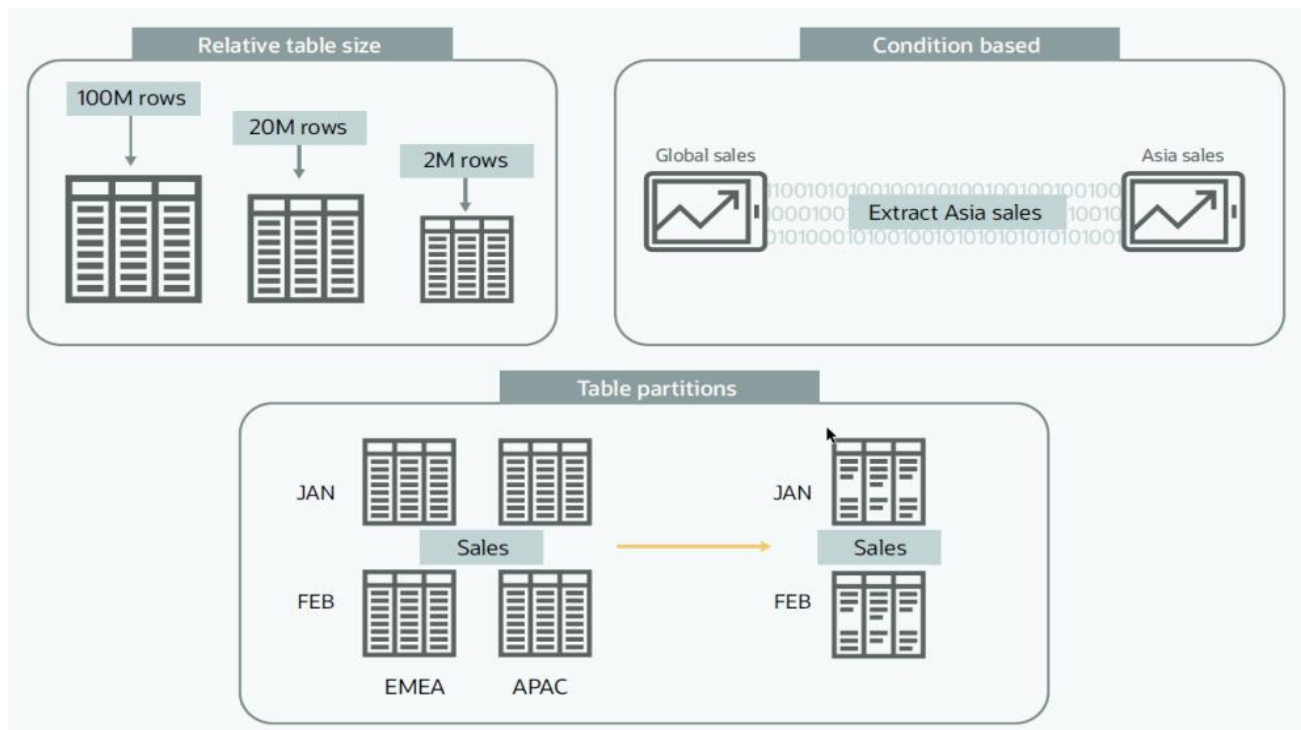 Relative table size
100M rows
20M rows
2M rows
Condition based
Global sales
Asia sales
Extract Asia sales
Table partitions
JAN
JAN
Sales
Sales
FEB
FEB
EMEA
APAC